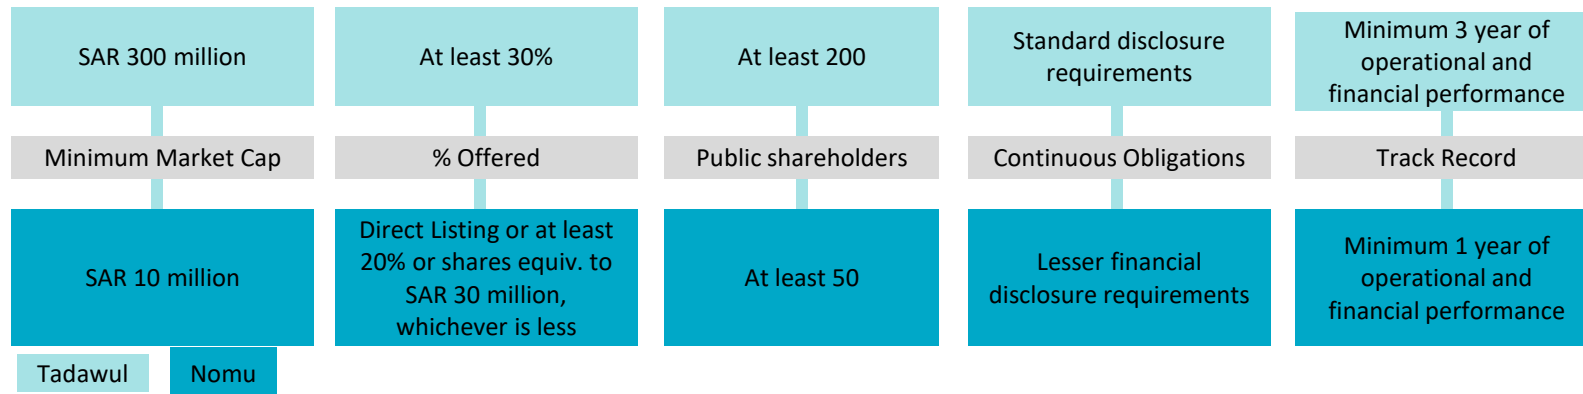 SAR 300 million
At least 30%
At least 200
Standard disclosure
requirements
Minimum 3 year of
operational and
financial performance
Minimum Market Cap
% Offered
Public shareholders
Continuous Obligations
Track Record
SAR 10 million
Direct Listing or at least
20% or shares equiv. to
SAR 30 million,
whichever is less
At least 50
Lesser financial
disclosure requirements
Minimum 1 year of
operational and
financial performance
Tadawul
Nomu